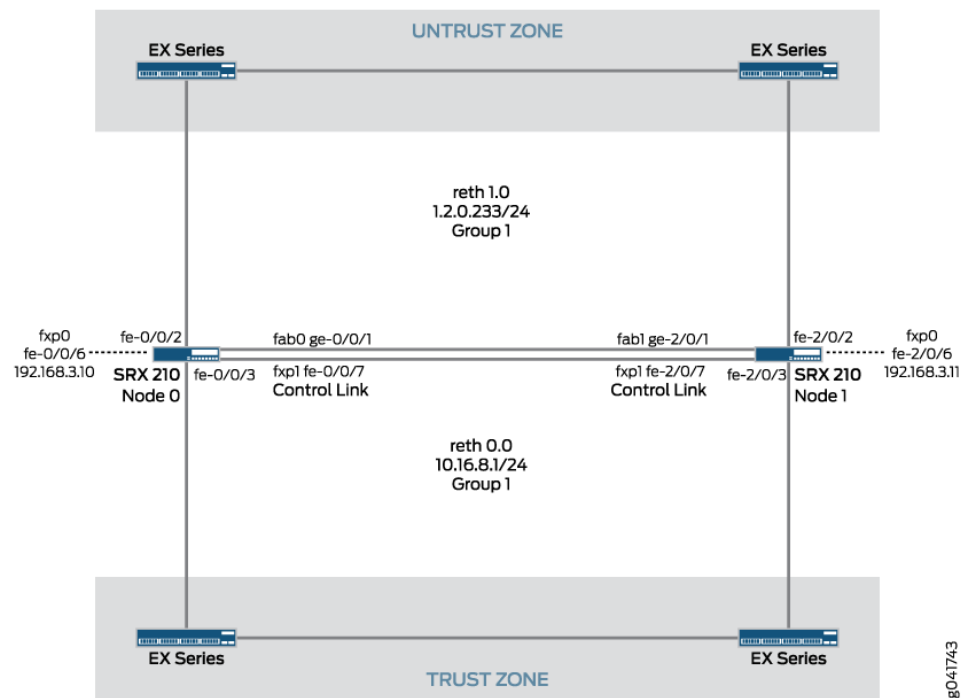 UNTRUST ZONE
EX Series
EX Series
reth 1.0
1.2.0.233/24
Group 1
fxp0
fe-0/0/6
192.168.3.10
fe-0/0/2
fab0 ge-0/0/1
fab1 ge-2/0/1
fe-2/0/2
fxp0
fe-2/0/6
192.168.3.11
SRX 210
Node 0
fe-0/0/3
fxp1 fe-0/0/7
Control Link
fxp1 fe-2/0/7
Control Link
fe-2/0/3
SRX 210
Node 1
reth 0.0
10.16.8.1/24
Group 1
EX Series
EX Series
TRUST ZONE
g041743